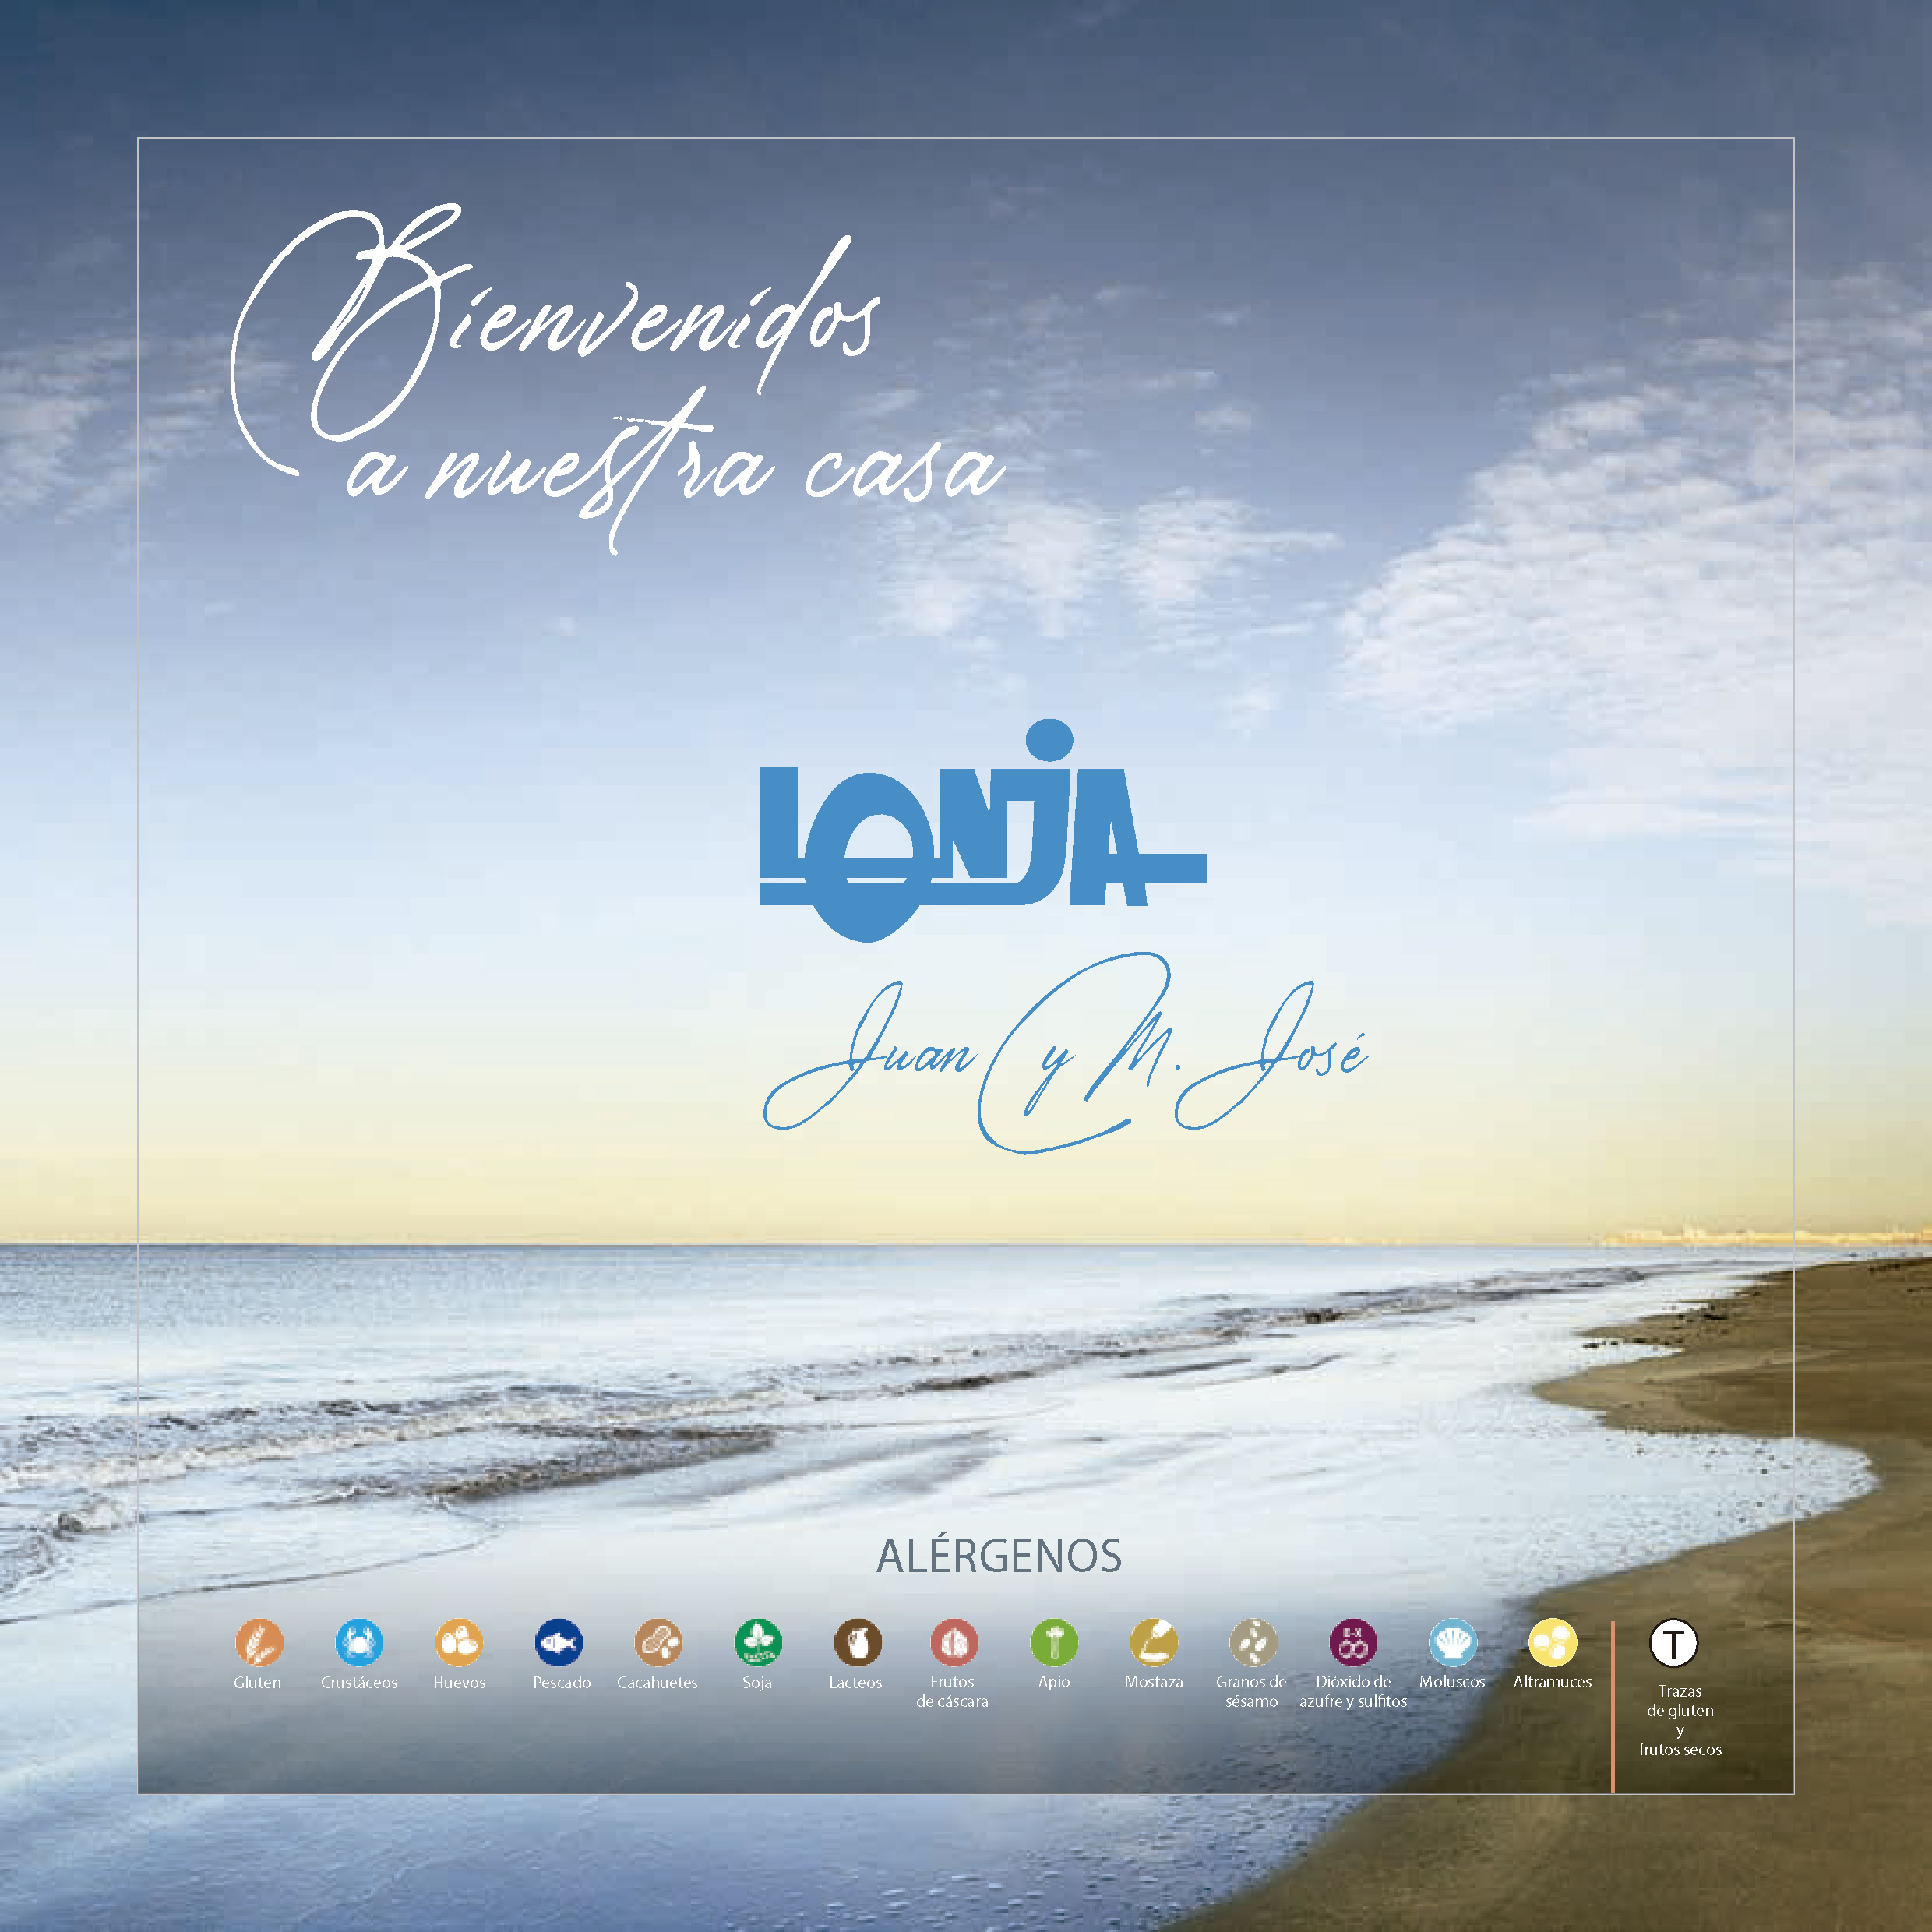 Bienvenidos
a nuestra casa
LONJA
Juan y M. José
ALÉRGENOS
Gluten
Crustáceos
Huevos
Pescado
Cacahuetes
Soja
Lacteos
Frutos
de cáscara
Apio
Mostaza
Granos de
sésamo
Dióxido de
azufre y sulfitos
Moluscos
Altramuces
T
Trazas
de gluten
y
frutos secos